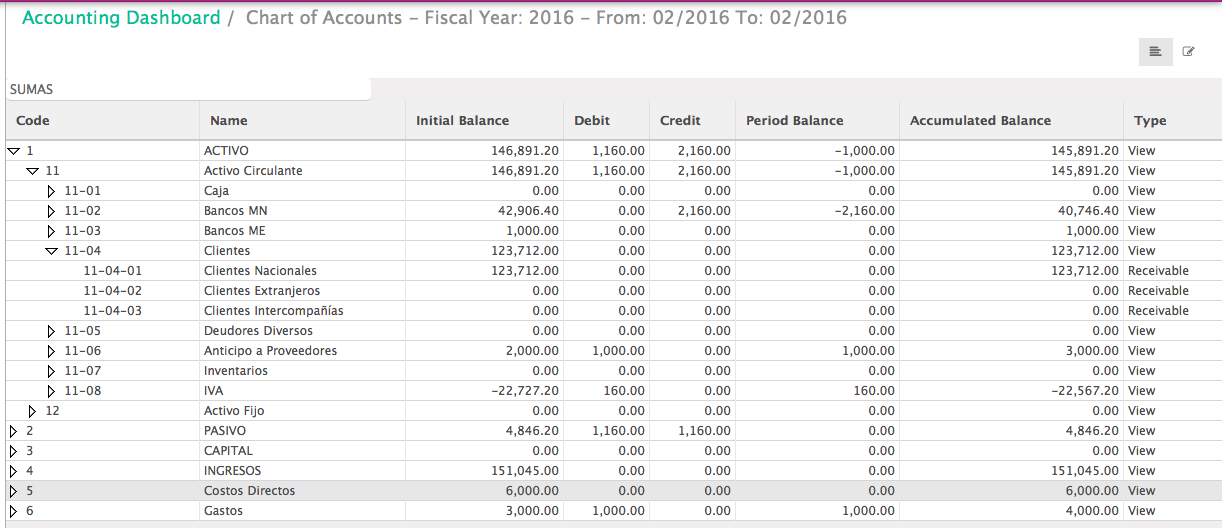 Accounting Dashboard / Chart of Accounts - Fiscal Year: 2016 - From: 02/2016 To: 02/2016
SUMAS
Code Name Initial Balance Debit Credit Period Balance Accumulated Balance Type
1 ACTIVO 146,891.20 1,160.00 2,160.00 -1,000.00 145,891.20 View
11 Activo Circulante 146,891.20 1,160.00 2,160.00 -1,000.00 145,891.20 View
11-01 Caja 0.00 0.00 0.00 0.00 0.00 View
11-02 Bancos MN 42,906.40 0.00 2,160.00 -2,160.00 40,746.40 View
11-03 Bancos ME 1,000.00 0.00 0.00 0.00 1,000.00 View
11-04 Clientes 123,712.00 0.00 0.00 0.00 123,712.00 View
11-04-01 Clientes Nacionales 123,712.00 0.00 0.00 0.00 123,712.00 Receivable
11-04-02 Clientes Extranjeros 0.00 0.00 0.00 0.00 0.00 Receivable
11-04-03 Clientes Intercompañías 0.00 0.00 0.00 0.00 0.00 Receivable
11-05 Deudores Diversos 0.00 0.00 0.00 0.00 0.00 View
11-06 Anticipo a Proveedores 2,000.00 1,000.00 0.00 1,000.00 3,000.00 View
11-07 Inventarios 0.00 0.00 0.00 0.00 0.00 View
11-08 IVA -22,727.20 160.00 0.00 160.00 -22,567.20 View
12 Activo Fijo 0.00 0.00 0.00 0.00 0.00 View
2 PASIVO 4,846.20 1,160.00 1,160.00 0.00 4,846.20 View
3 CAPITAL 0.00 0.00 0.00 0.00 0.00 View
4 INGRESOS 151,045.00 0.00 0.00 0.00 151,045.00 View
5 Costos Directos 6,000.00 0.00 0.00 0.00 6,000.00 View
6 Gastos 3,000.00 1,000.00 0.00 1,000.00 4,000.00 View